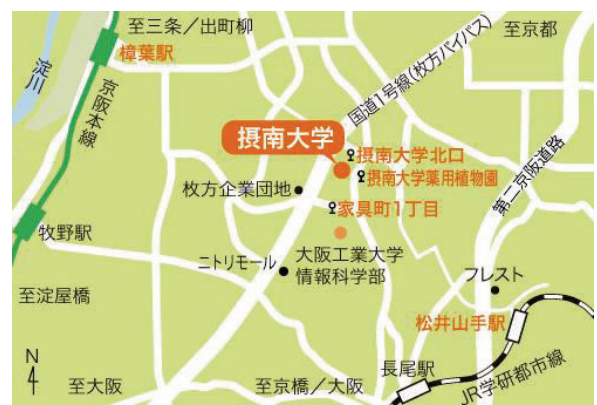 至三条／出町柳
至京都
樟葉駅
淀川
京阪本線
国道1号線(枚方バイパス)
摂南大学
摂南大学北口
摂南大学薬用植物園
枚方企業団地
家具町1丁目
第二京阪道路
牧野駅
ニトリモール
大阪工業大学
情報科学部
フレスト
至淀屋橋
松井山手駅
N
長尾駅
至大阪
至京橋／大阪
JR学研都市線